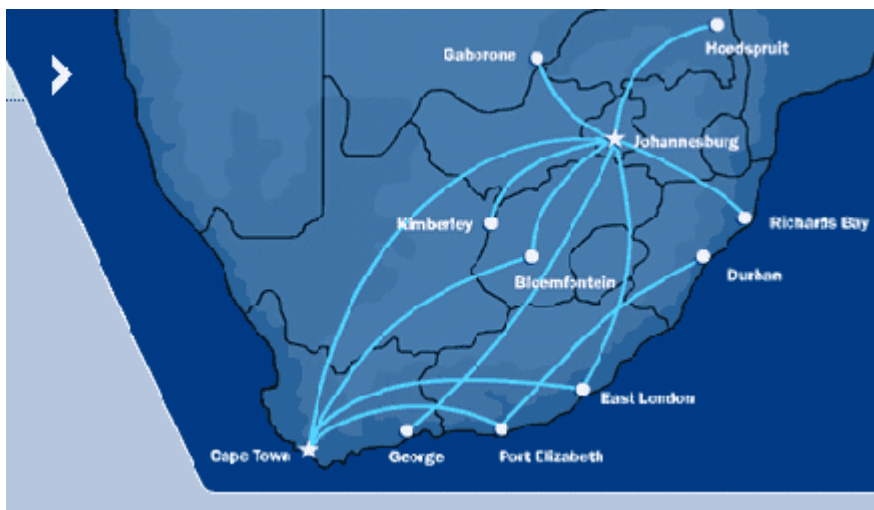 Gaborone
Hoedspruit
Johannesburg
Kimberley
Richards Bay
Bloemfontein
Durban
East London
Cape Town
George
Port Elizabeth